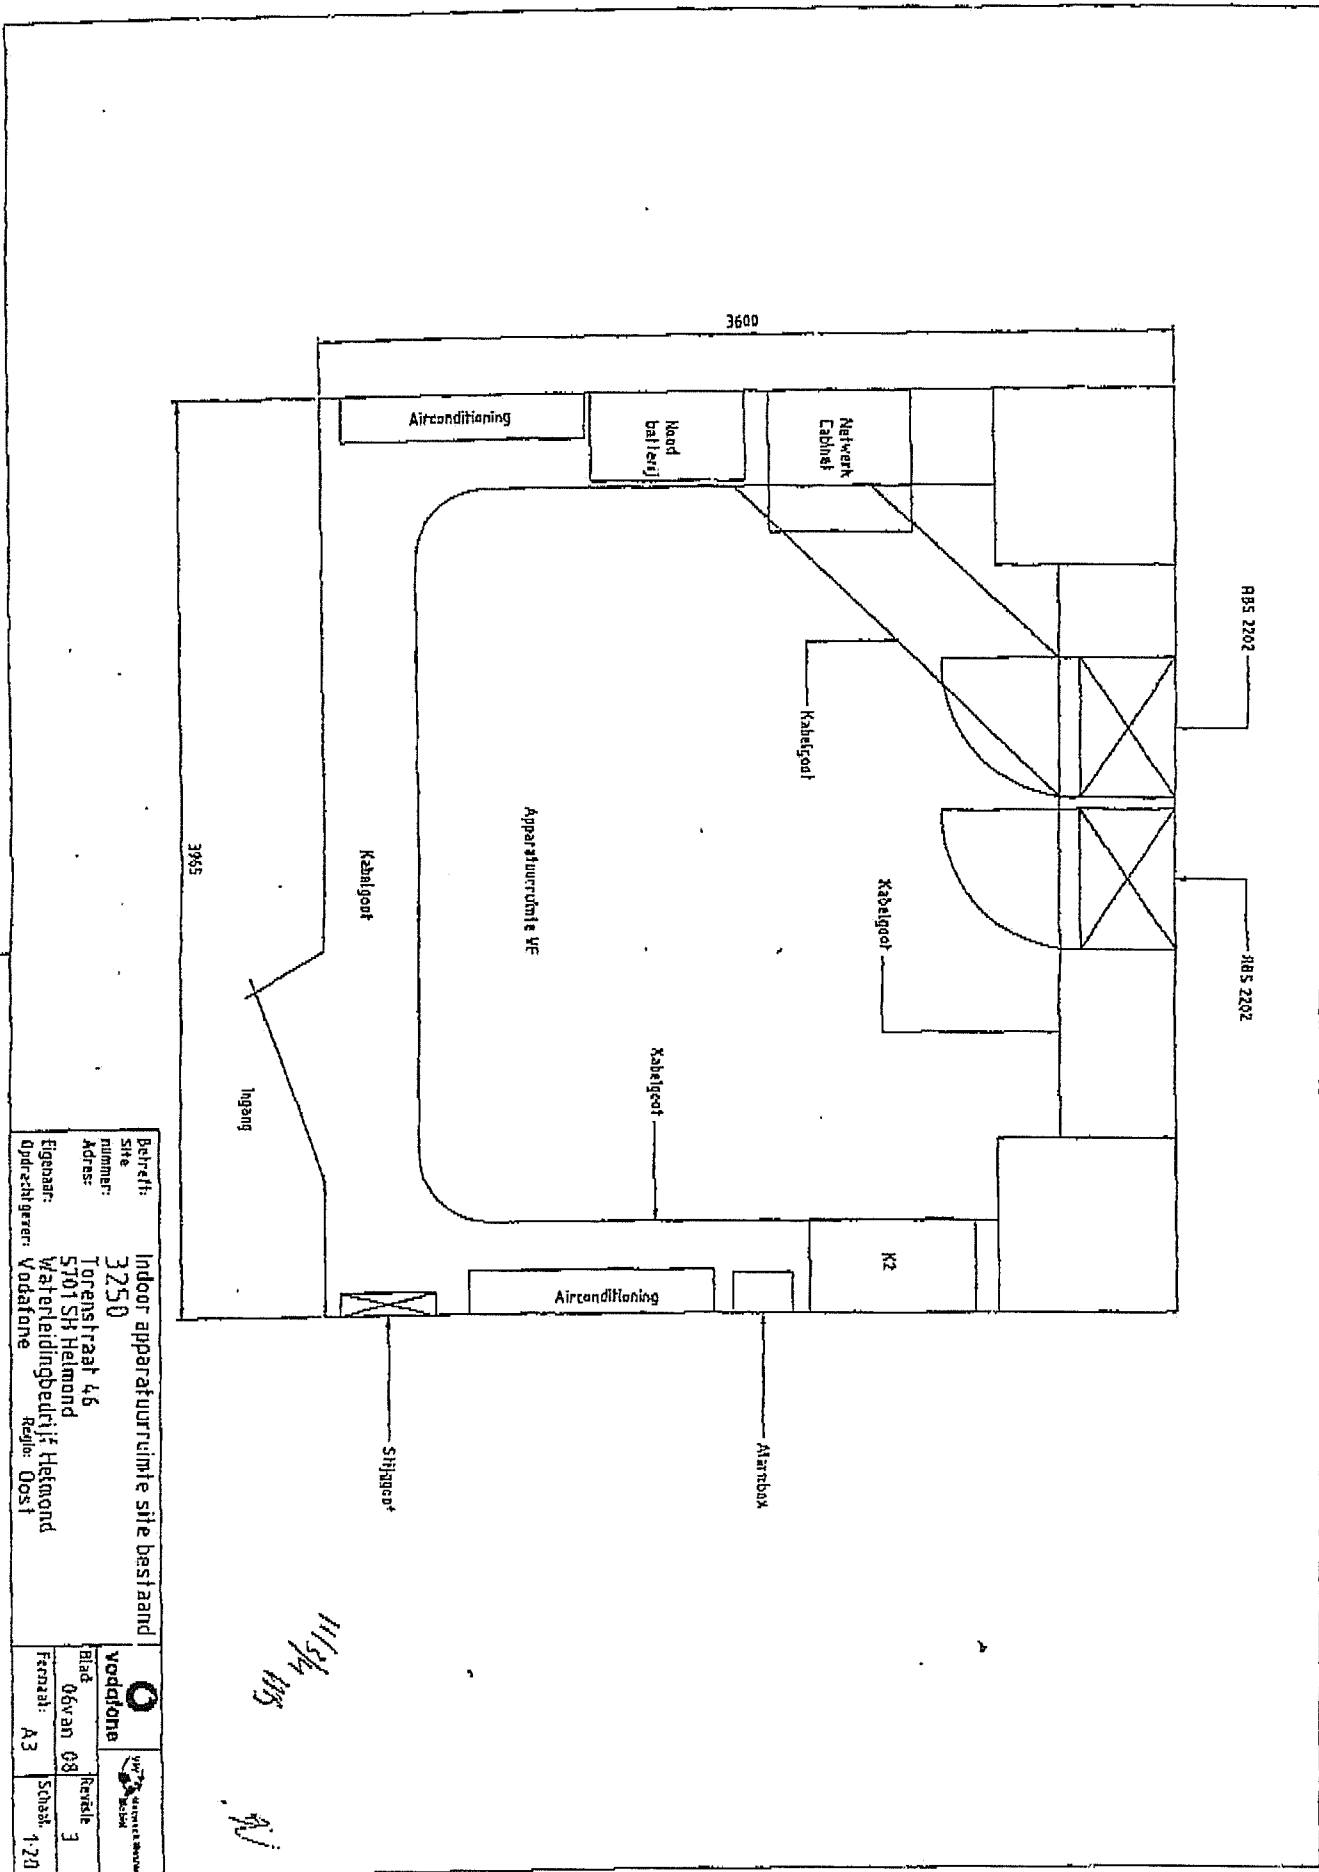 3600
Airconditioning
Nood
batterij
Netwerk
Cabinet
RBS 2202
RBS 2202
Kabelgoot
Kabelgoot
Apparatuurruimte VF
Kabelgoot
Kabelgoot
3965
Ingang
K2
Airconditioning
Alarmbox
Stijggoot
Betreft: Indoor apparatuurruimte site bestaand
site
nummer: 3250
Adres: Torenstraat 46
5701 SH Helmond
Eigenaar: Waterleidingbedrijf Helmond
Opdrachtgever: Vodafone Regio: Oost
vodafone
Blad: 06 van 08
Revisie 3
Formaat: A3
Schaal: 1:20